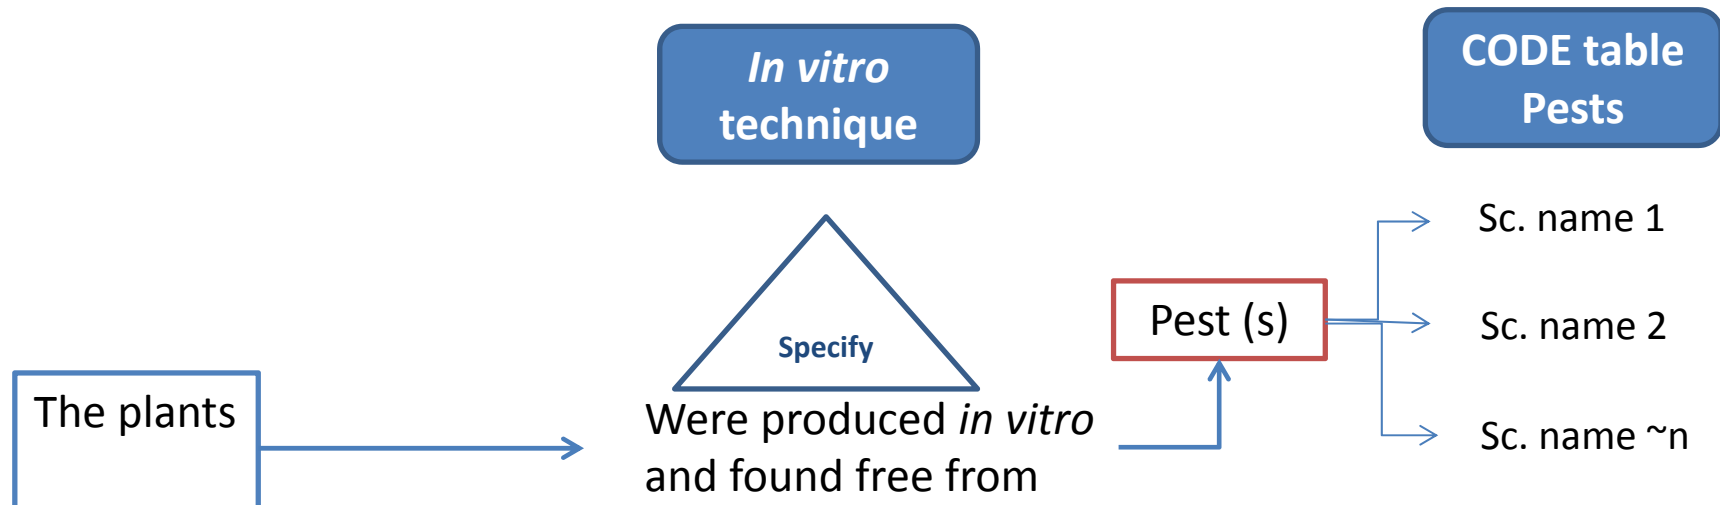 In vitro
technique
CODE table
Pests
Specify
The plants
Were produced in vitro
and found free from
Pest (s)
Sc. name 1
Sc. name 2
Sc. name ~n